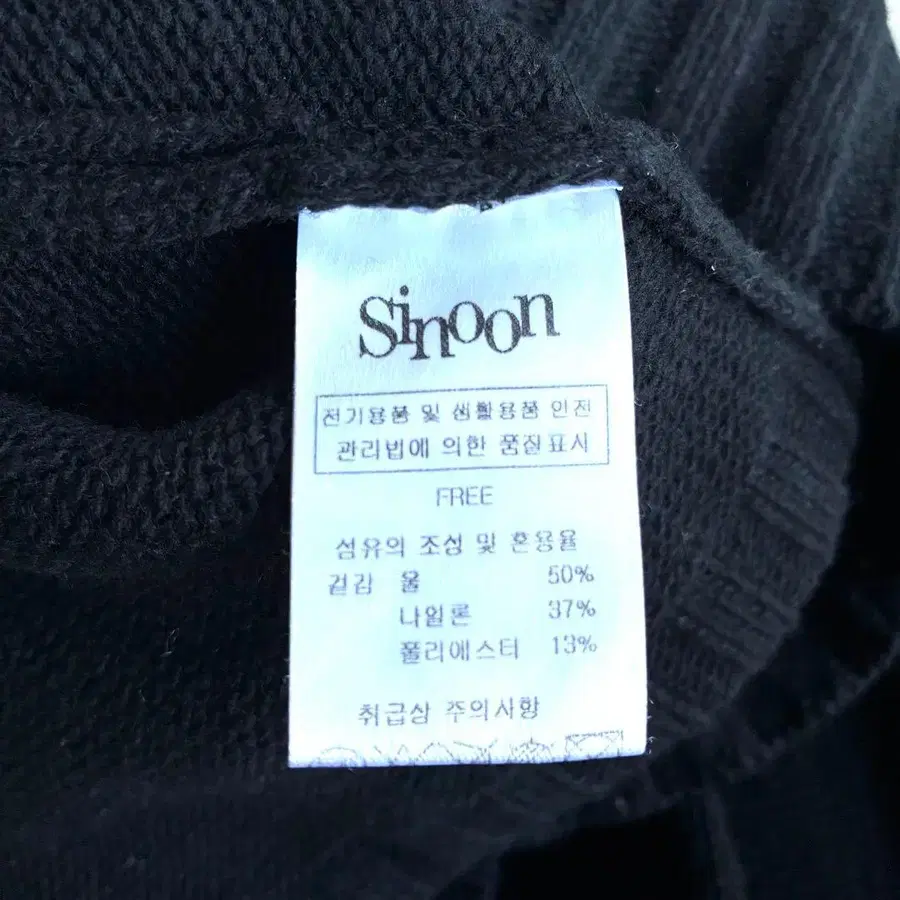 Sinoon
전기용품 및 생활용품 안전
관리법에 의한 품질표시
FREE
섬유의 조성 및 혼용율
겉감 울 50%
나일론 37%
폴리에스터 13%
취급상 주의사항